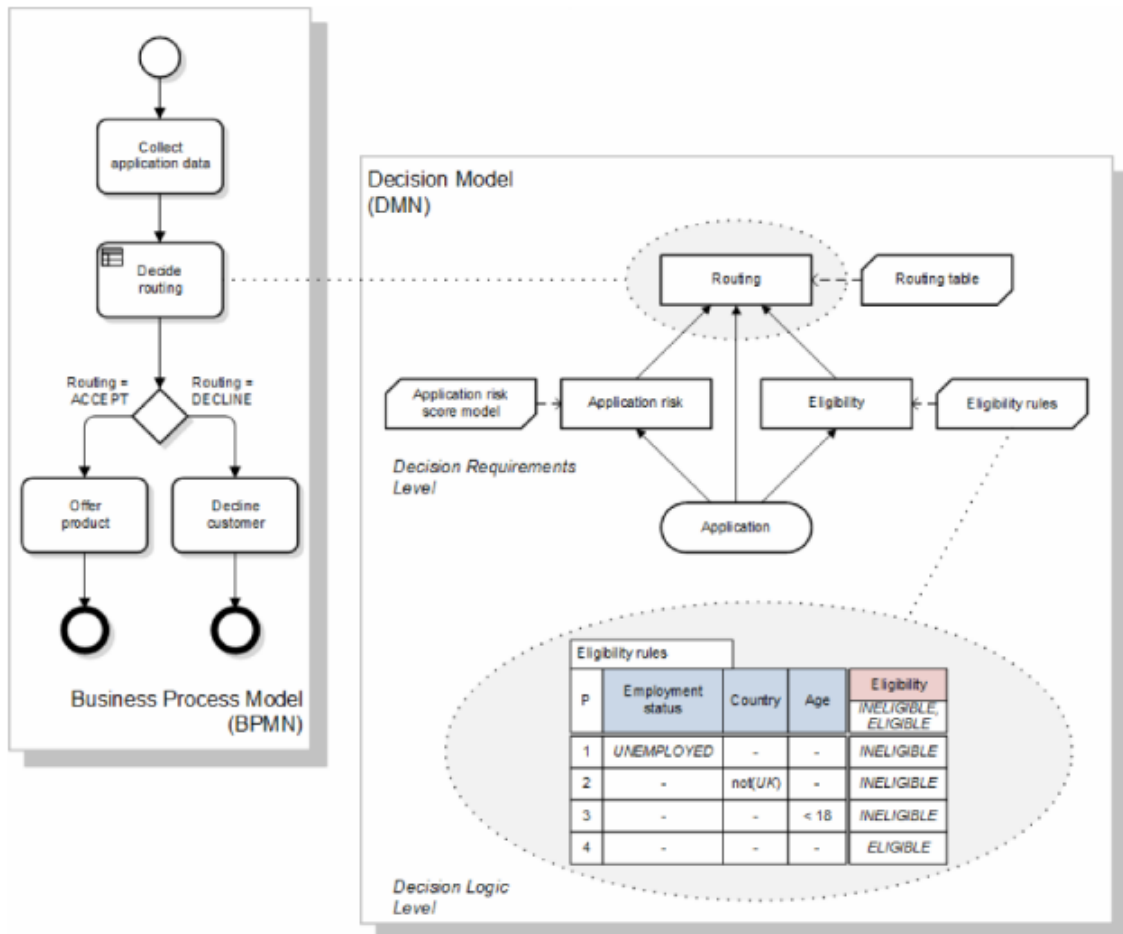 Collect
application data
Decide
routing
Routing =
ACCEPT
Routing =
DECLINE
Offer
product
Decline
customer
Business Process Model
(BPMN)
Decision Model
(DMN)
Routing
Routing table
Application risk
score model
Application risk
Eligibility
Eligibility rules
Decision Requirements
Level
Application
Eligibility rules
P Employment status Country Age Eligibility
INELIGIBLE,
ELIGIBLE
1 UNEMPLOYED - - INELIGIBLE
2 - not(UK) - INELIGIBLE
3 - - < 18 INELIGIBLE
4 - - - ELIGIBLE
Decision Logic
Level